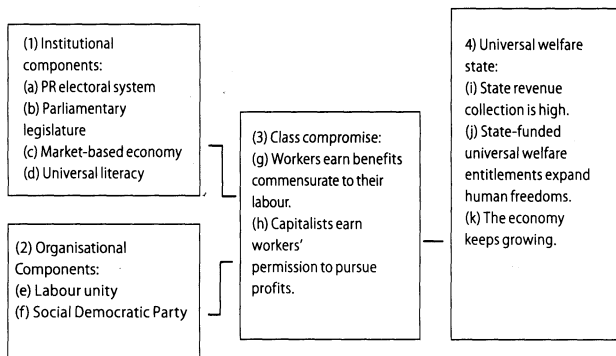 (1) Institutional
components:
(a) PR electoral system
(b) Parliamentary
legislature
(c) Market-based economy
(d) Universal literacy
(2) Organisational
Components:
(e) Labour unity
(f) Social Democratic Party
(3) Class compromise:
(g) Workers earn benefits
commensurate to their
labour.
(h) Capitalists earn
workers'
permission to pursue
profits.
4) Universal welfare
state:
(i) State revenue
collection is high.
(j) State-funded
universal welfare
entitlements expand
human freedoms.
(k) The economy
keeps growing.